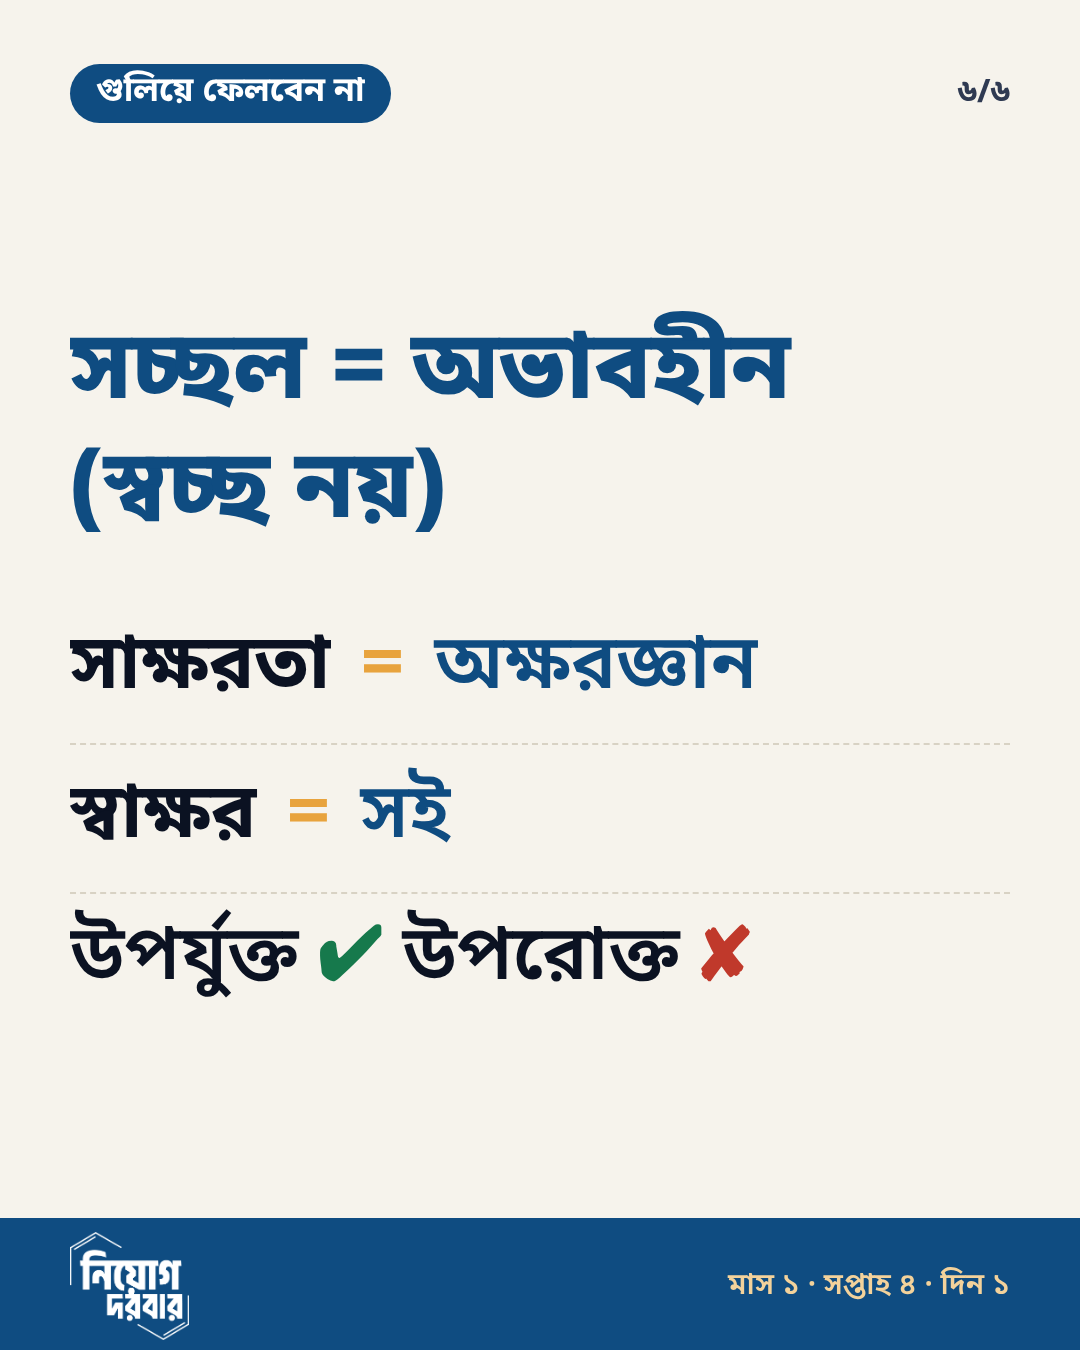 গুলিয়ে ফেলবেন না
৬/৬
সচ্ছল = অভাবহীন
(স্বচ্ছ নয়)
সাক্ষরতা = অক্ষরজ্ঞান
স্বাক্ষর = সই
উপর্যুক্ত ✔ উপরোক্ত ✘
নিয়োগ
দরবার
মাস ১ · সপ্তাহ ৪ · দিন ১